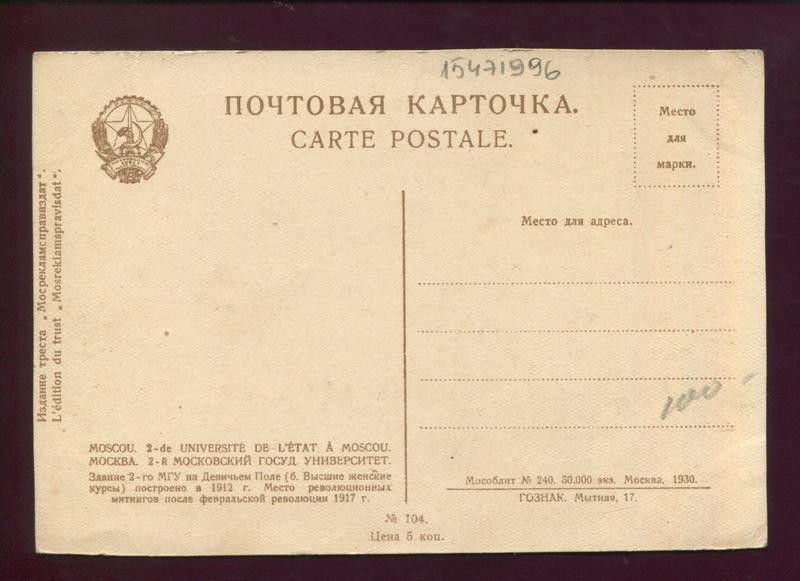 15471996
ПОЧТОВАЯ КАРТОЧКА.
CARTE POSTALE.
Место
для
марки.
Место для адреса.
Издание треста „Мосрекламсправиздат“.
L'édition du trust „Mosreklamspravisdat“.
100-
MOSCOU. 2-de UNIVERSITÉ DE L'ÉTAT À MOSCOU.
МОСКВА. 2-й МОСКОВСКИЙ ГОСУД. УНИВЕРСИТЕТ.
Здание 2-го МГУ на Девичьем Поле (б. Высшие женские
курсы) построено в 1912 г. Место революционных
митингов после февральской революции 1917 г.
Мособлит № 240. 50.000 экз. Москва, 1930.
ГОЗНАК. Мытная, 17.
№ 104.
Цена 5 коп.